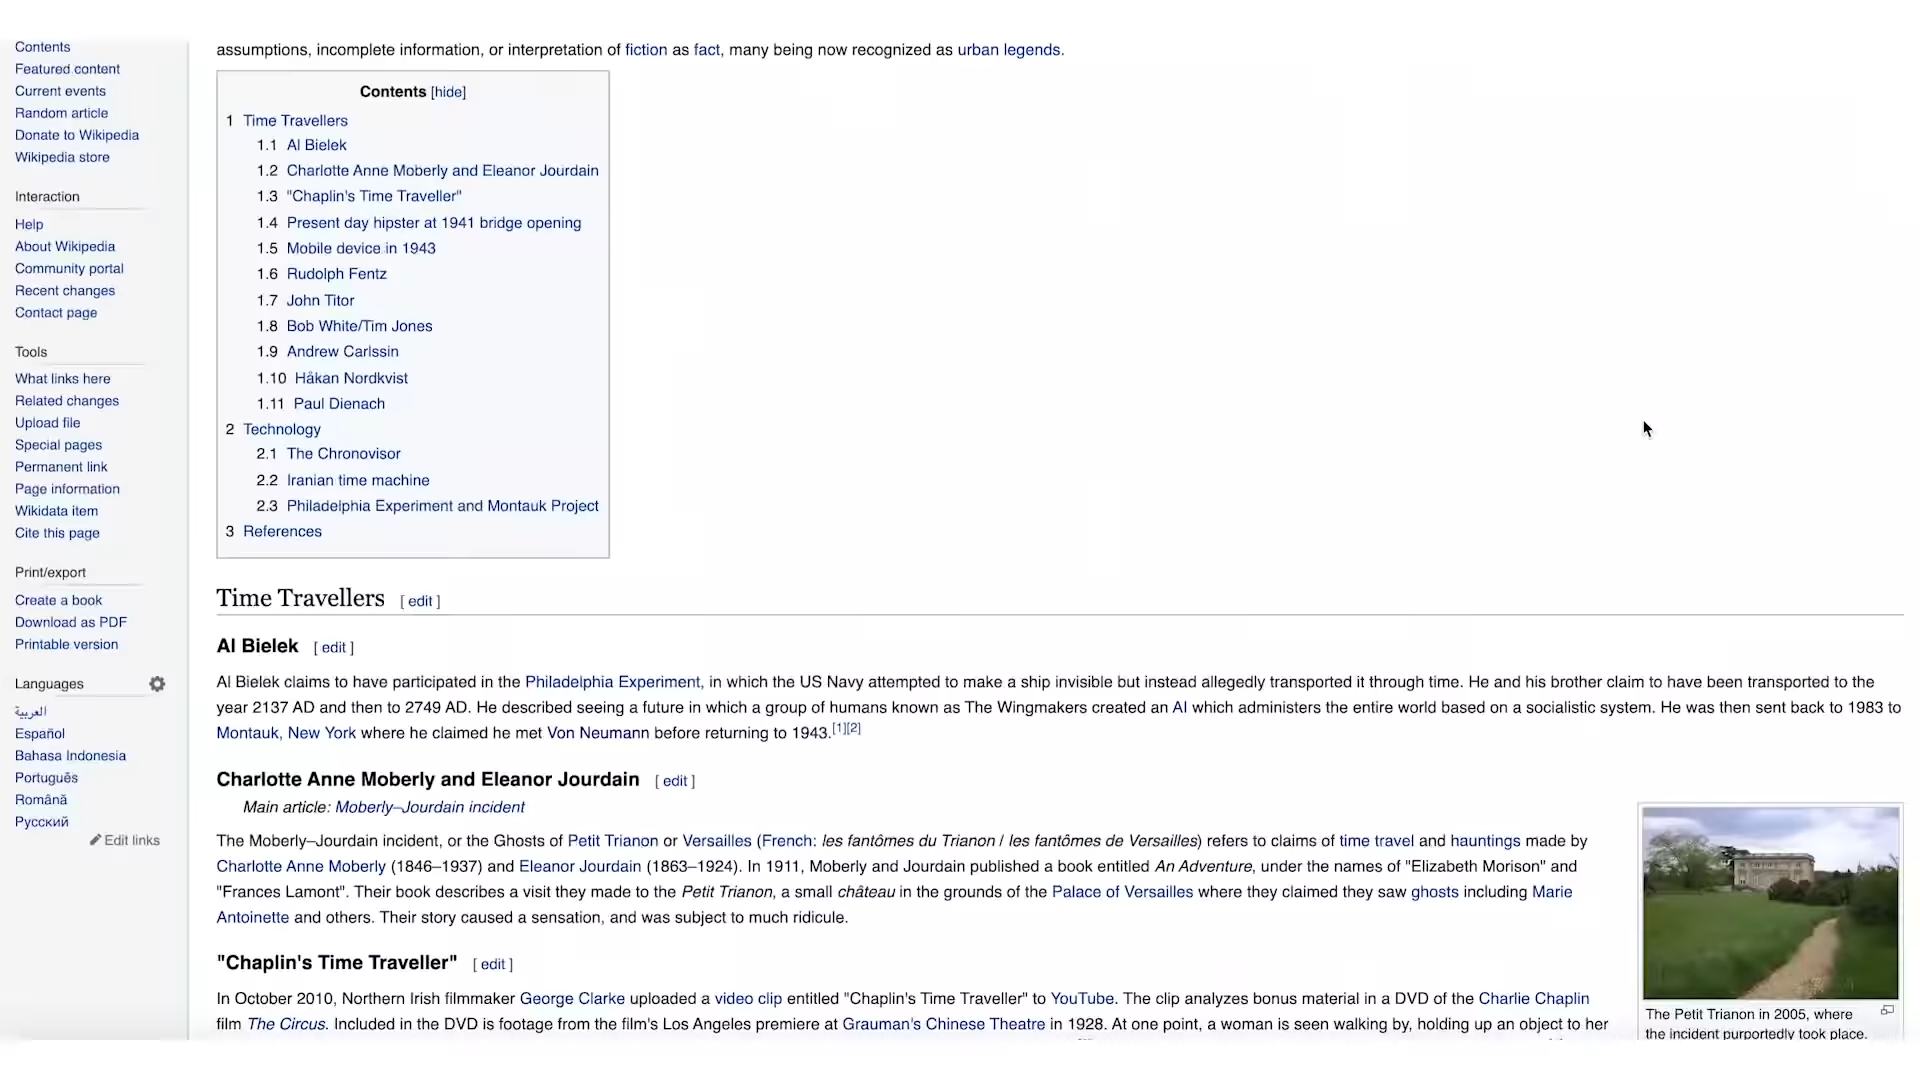 Contents
Featured content
Current events
Random article
Donate to Wikipedia
Wikipedia store
Interaction
Help
About Wikipedia
Community portal
Recent changes
Contact page
Tools
What links here
Related changes
Upload file
Special pages
Permanent link
Page information
Wikidata item
Cite this page
Print/export
Create a book
Download as PDF
Printable version
Languages
العربية
Español
Bahasa Indonesia
Português
Română
Русский
Edit links
assumptions, incomplete information, or interpretation of fiction as fact, many being now recognized as urban legends.
Contents [hide]
1 Time Travellers
1.1 Al Bielek
1.2 Charlotte Anne Moberly and Eleanor Jourdain
1.3 "Chaplin's Time Traveller"
1.4 Present day hipster at 1941 bridge opening
1.5 Mobile device in 1943
1.6 Rudolph Fentz
1.7 John Titor
1.8 Bob White/Tim Jones
1.9 Andrew Carlssin
1.10 Håkan Nordkvist
1.11 Paul Dienach
2 Technology
2.1 The Chronovisor
2.2 Iranian time machine
2.3 Philadelphia Experiment and Montauk Project
3 References
Time Travellers [ edit ]
Al Bielek [ edit ]
Al Bielek claims to have participated in the Philadelphia Experiment, in which the US Navy attempted to make a ship invisible but instead allegedly transported it through time. He and his brother claim to have been transported to the
year 2137 AD and then to 2749 AD. He described seeing a future in which a group of humans known as The Wingmakers created an AI which administers the entire world based on a socialistic system. He was then sent back to 1983 to
Montauk, New York where he claimed he met Von Neumann before returning to 1943.[1][2]
Charlotte Anne Moberly and Eleanor Jourdain [ edit ]
Main article: Moberly–Jourdain incident
The Moberly–Jourdain incident, or the Ghosts of Petit Trianon or Versailles (French: les fantômes du Trianon / les fantômes de Versailles) refers to claims of time travel and hauntings made by
Charlotte Anne Moberly (1846–1937) and Eleanor Jourdain (1863–1924). In 1911, Moberly and Jourdain published a book entitled An Adventure, under the names of "Elizabeth Morison" and
"Frances Lamont". Their book describes a visit they made to the Petit Trianon, a small château in the grounds of the Palace of Versailles where they claimed they saw ghosts including Marie
Antoinette and others. Their story caused a sensation, and was subject to much ridicule.
"Chaplin's Time Traveller" [ edit ]
In October 2010, Northern Irish filmmaker George Clarke uploaded a video clip entitled "Chaplin's Time Traveller" to YouTube. The clip analyzes bonus material in a DVD of the Charlie Chaplin
film The Circus. Included in the DVD is footage from the film's Los Angeles premiere at Grauman's Chinese Theatre in 1928. At one point, a woman is seen walking by, holding up an object to her
The Petit Trianon in 2005, where
the incident purportedly took place.